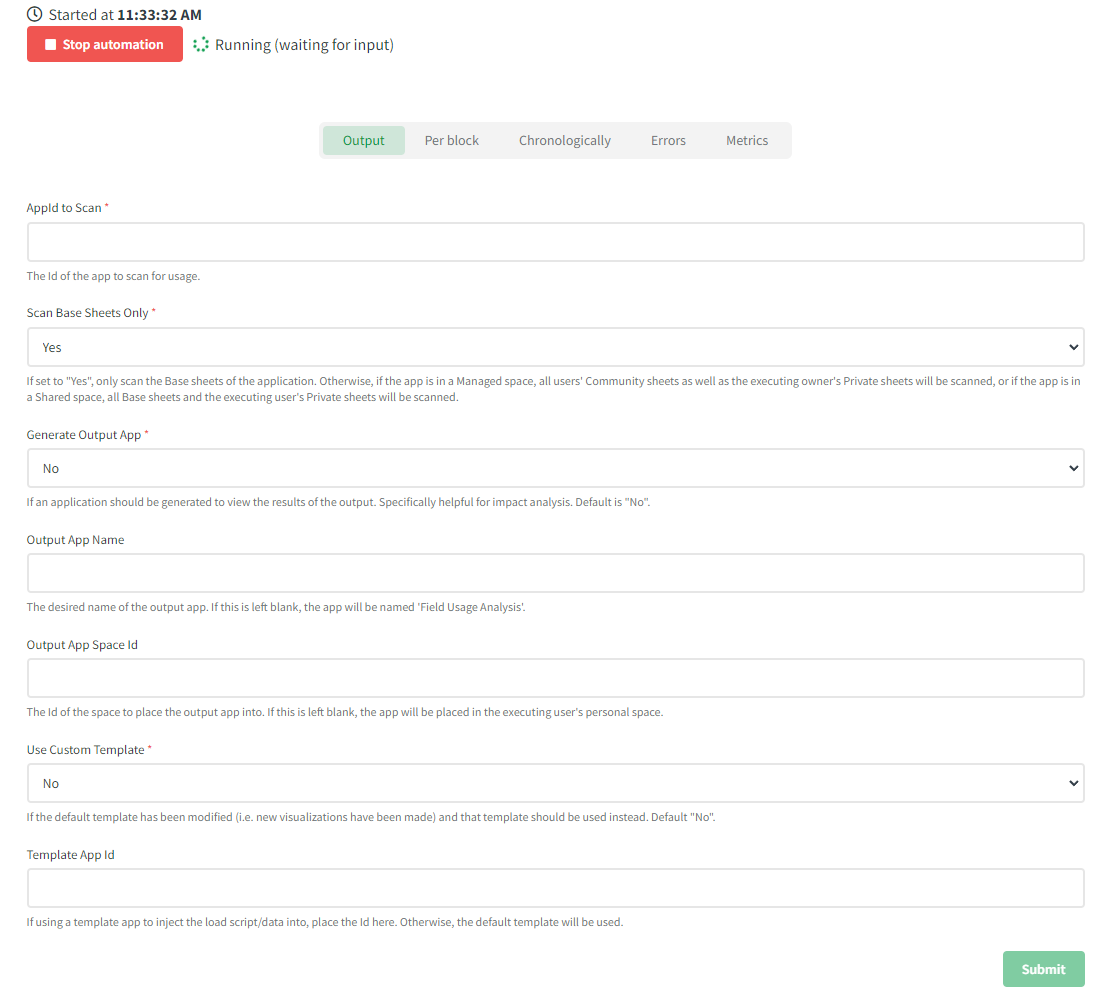 Started at 11:33:32 AM
Stop automation
Running (waiting for input)
Output
Per block
Chronologically
Errors
Metrics
AppId to Scan *
The Id of the app to scan for usage.
Scan Base Sheets Only *
Yes
If set to "Yes", only scan the Base sheets of the application. Otherwise, if the app is in a Managed space, all users' Community sheets as well as the executing owner's Private sheets will be scanned, or if the app is in
a Shared space, all Base sheets and the executing user's Private sheets will be scanned.
Generate Output App *
No
If an application should be generated to view the results of the output. Specifically helpful for impact analysis. Default is "No".
Output App Name
The desired name of the output app. If this is left blank, the app will be named 'Field Usage Analysis'.
Output App Space Id
The Id of the space to place the output app into. If this is left blank, the app will be placed in the executing user's personal space.
Use Custom Template *
No
If the default template has been modified (i.e. new visualizations have been made) and that template should be used instead. Default "No".
Template App Id
If using a template app to inject the load script/data into, place the Id here. Otherwise, the default template will be used.
Submit